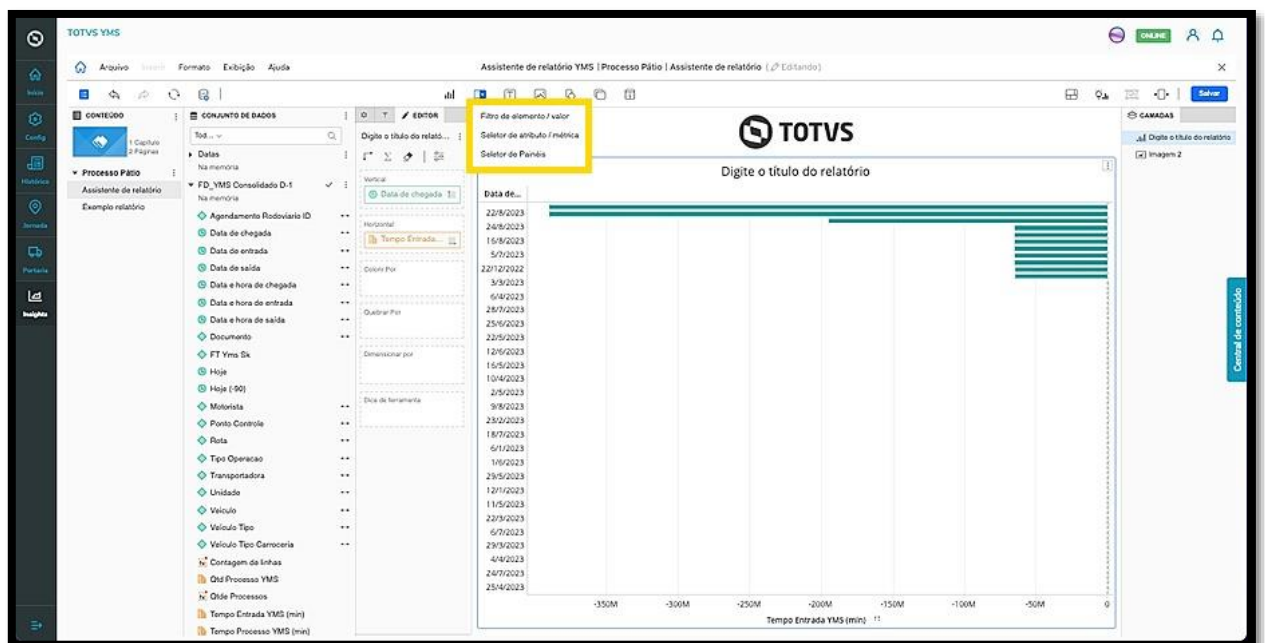 TOTVS YMS
ONLINE
Arquivo Inserir Formato Exibição Ajuda
Assistente de relatório YMS | Processo Pátio | Assistente de relatório ( Editando)
Salvar
Início
Config
Histórico
Jornada
Portaria
Insights
CONTEÚDO
1 Capítulo
2 Páginas
Processo Pátio
Assistente de relatório
Exemplo relatório
CONJUNTO DE DADOS
Tod...
Datas
Na memória
FD_YMS Consolidado D-1
Na memória
Agendamento Rodoviario ID
Data de chegada
Data de entrada
Data de saída
Data e hora de chegada
Data e hora de entrada
Data e hora de saída
Documento
FT Yms Sk
Hoje
Hoje (-90)
Motorista
Ponto Controle
Rota
Tipo Operacao
Transportadora
Unidade
Veiculo
Veiculo Tipo
Veiculo Tipo Carroceria
Contagem de linhas
Qtd Processo YMS
Qtde Processos
Tempo Entrada YMS (min)
Tempo Processo YMS (min)
EDITOR
Digite o título do relató...
Vertical
Data de chegada
Horizontal
Tempo Entrada...
Colorir Por
Quebrar Por
Dimensionar por
Dica de ferramenta
Filtro de elemento / valor
Seletor de atributo / métrica
Seletor de Painéis
TOTVS
Digite o título do relatório
Data de...
22/8/2023
24/8/2023
16/8/2023
5/7/2023
22/12/2022
3/3/2023
6/4/2023
28/7/2023
25/6/2023
22/5/2023
12/6/2023
16/5/2023
10/4/2023
2/5/2023
9/8/2023
23/2/2023
18/7/2023
6/1/2023
1/6/2023
29/5/2023
12/1/2023
11/5/2023
22/3/2023
6/7/2023
29/3/2023
4/4/2023
24/7/2023
25/4/2023
-350M -300M -250M -200M -150M -100M -50M 0
Tempo Entrada YMS (min)
CAMADAS
Digite o título do relatório
Imagem 2
Central de conteúdo